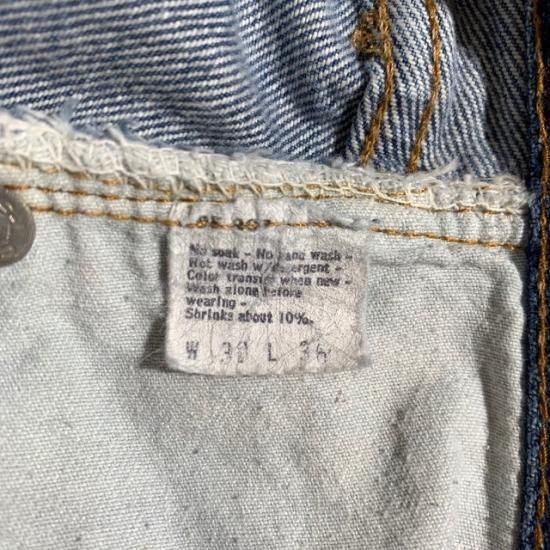 No soak - No hand wash -
Hot wash w/detergent -
Color transfer when new -
Wash along before
wearing -
Shrinks about 10%.
W 30 L 36